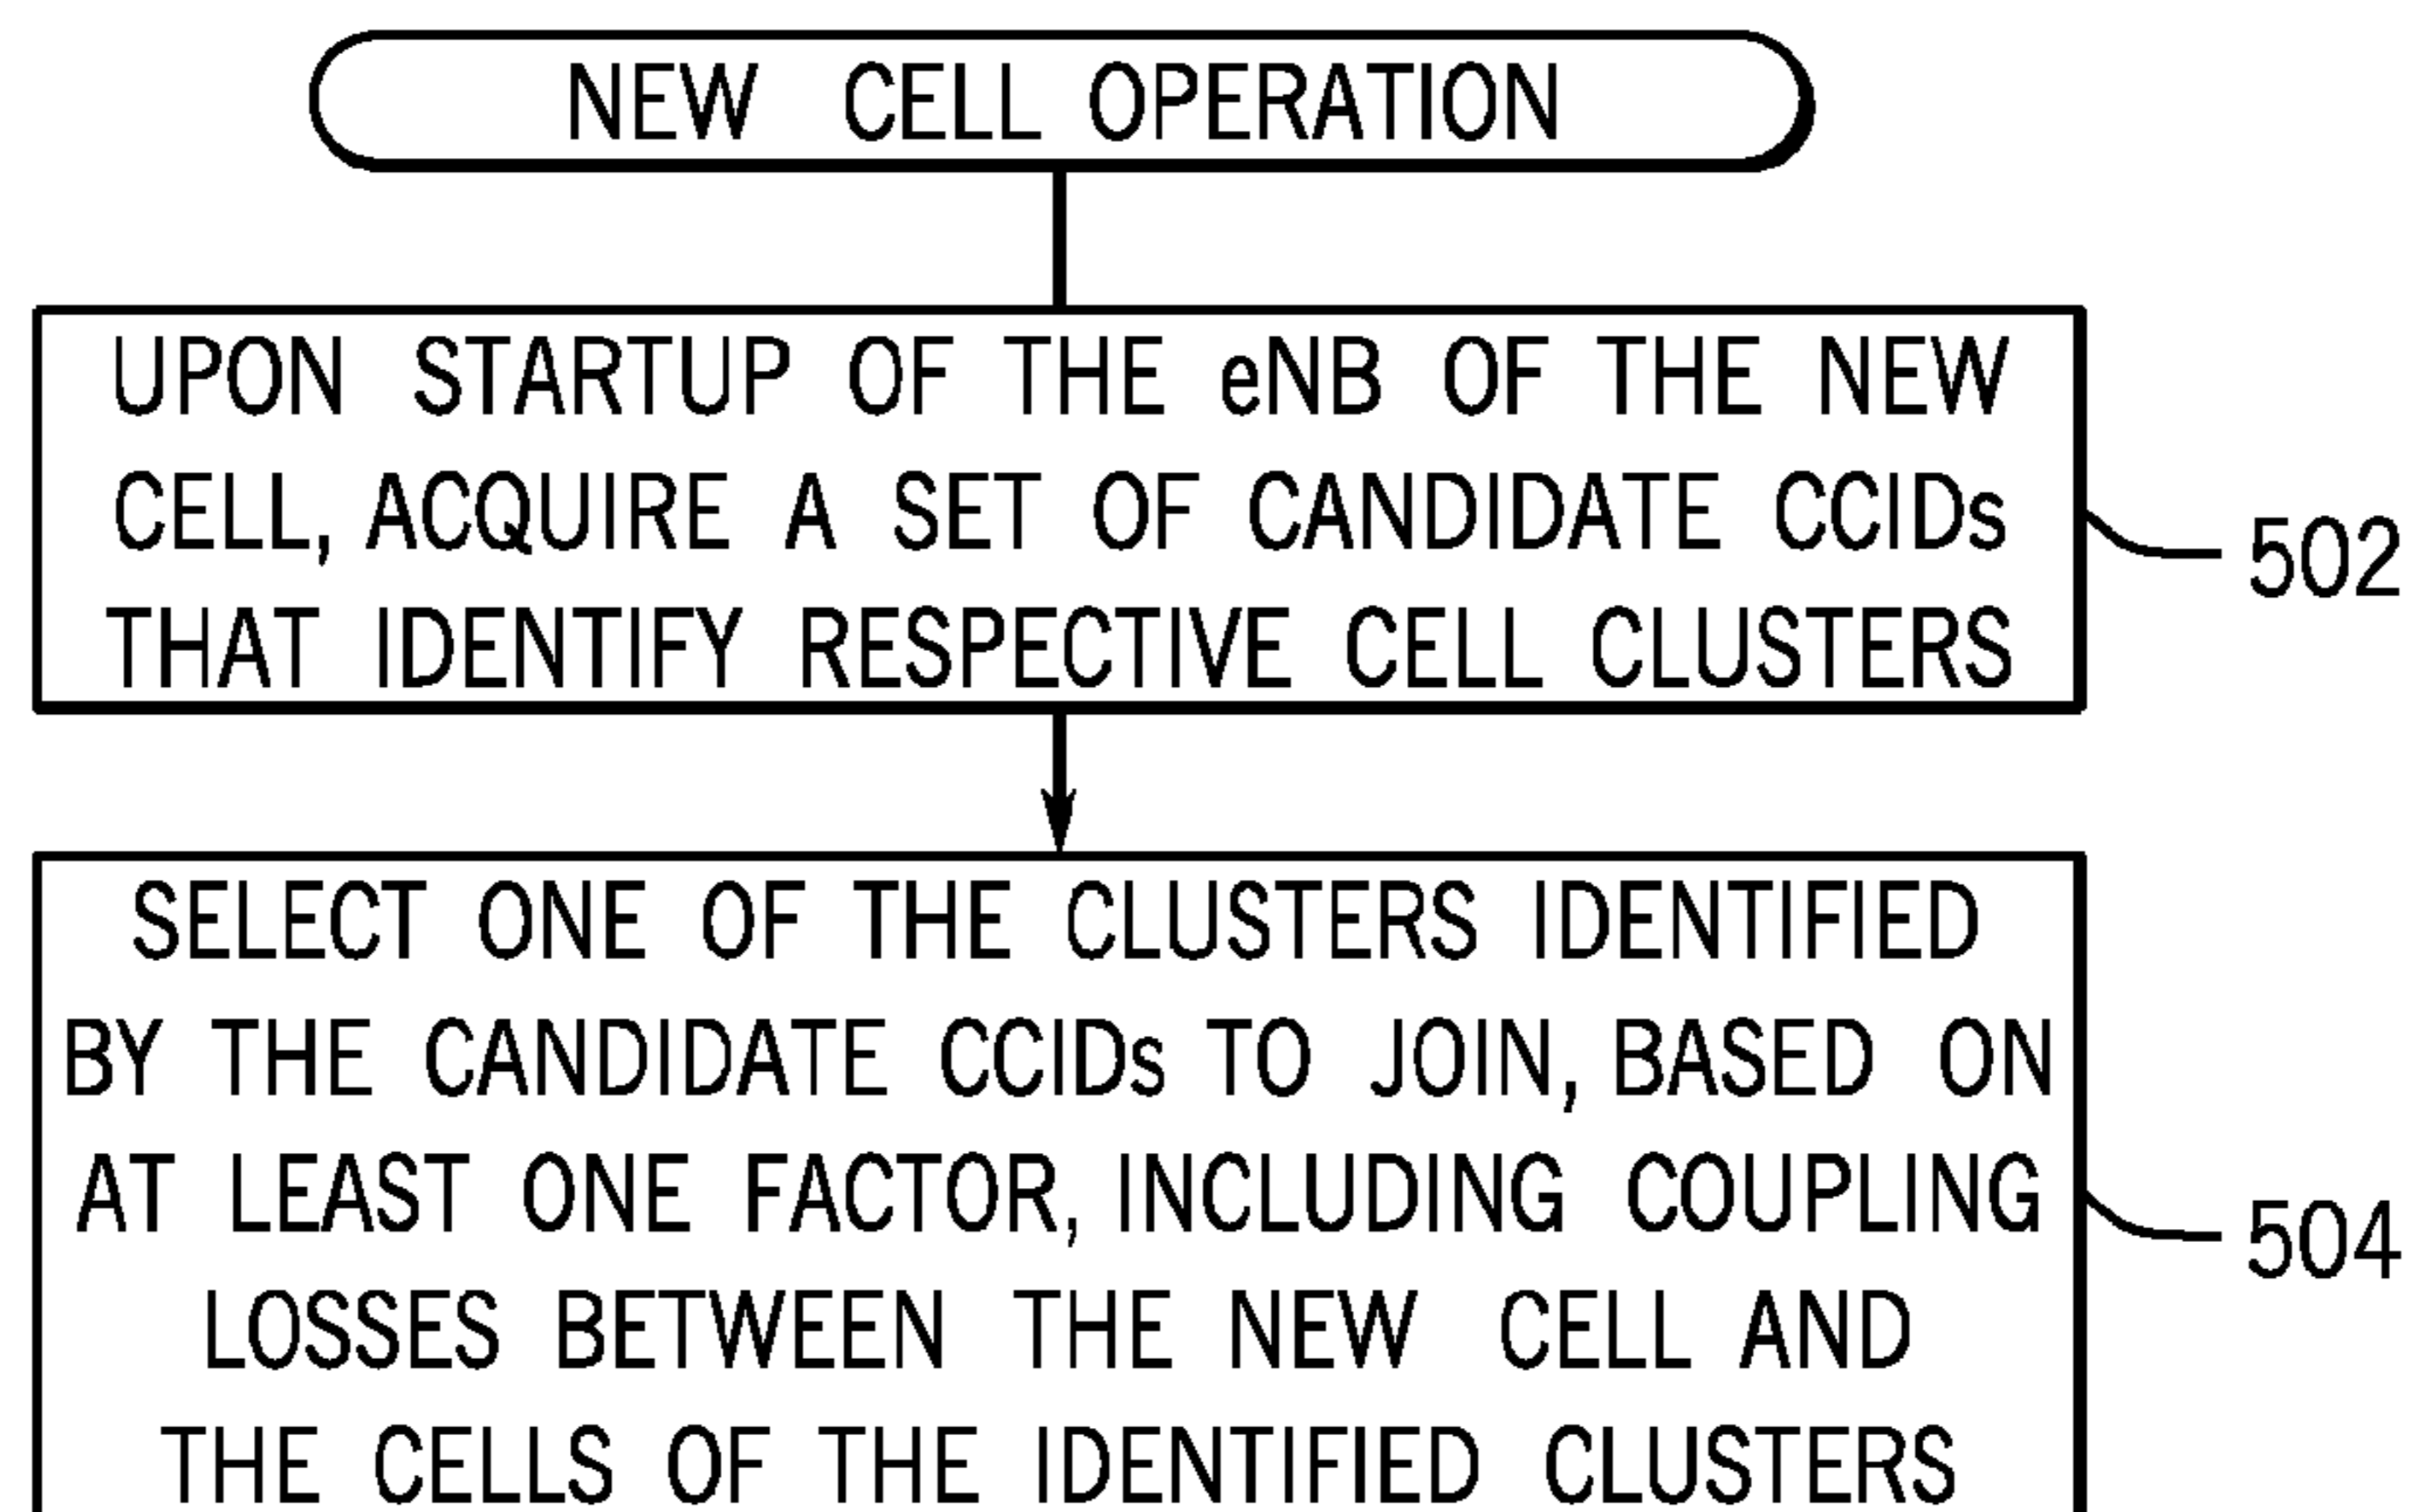 NEW CELL OPERATION
UPON STARTUP OF THE eNB OF THE NEW
CELL, ACQUIRE A SET OF CANDIDATE CCIDs
THAT IDENTIFY RESPECTIVE CELL CLUSTERS
502
SELECT ONE OF THE CLUSTERS IDENTIFIED
BY THE CANDIDATE CCIDs TO JOIN, BASED ON
AT LEAST ONE FACTOR, INCLUDING COUPLING
LOSSES BETWEEN THE NEW CELL AND
THE CELLS OF THE IDENTIFIED CLUSTERS
504